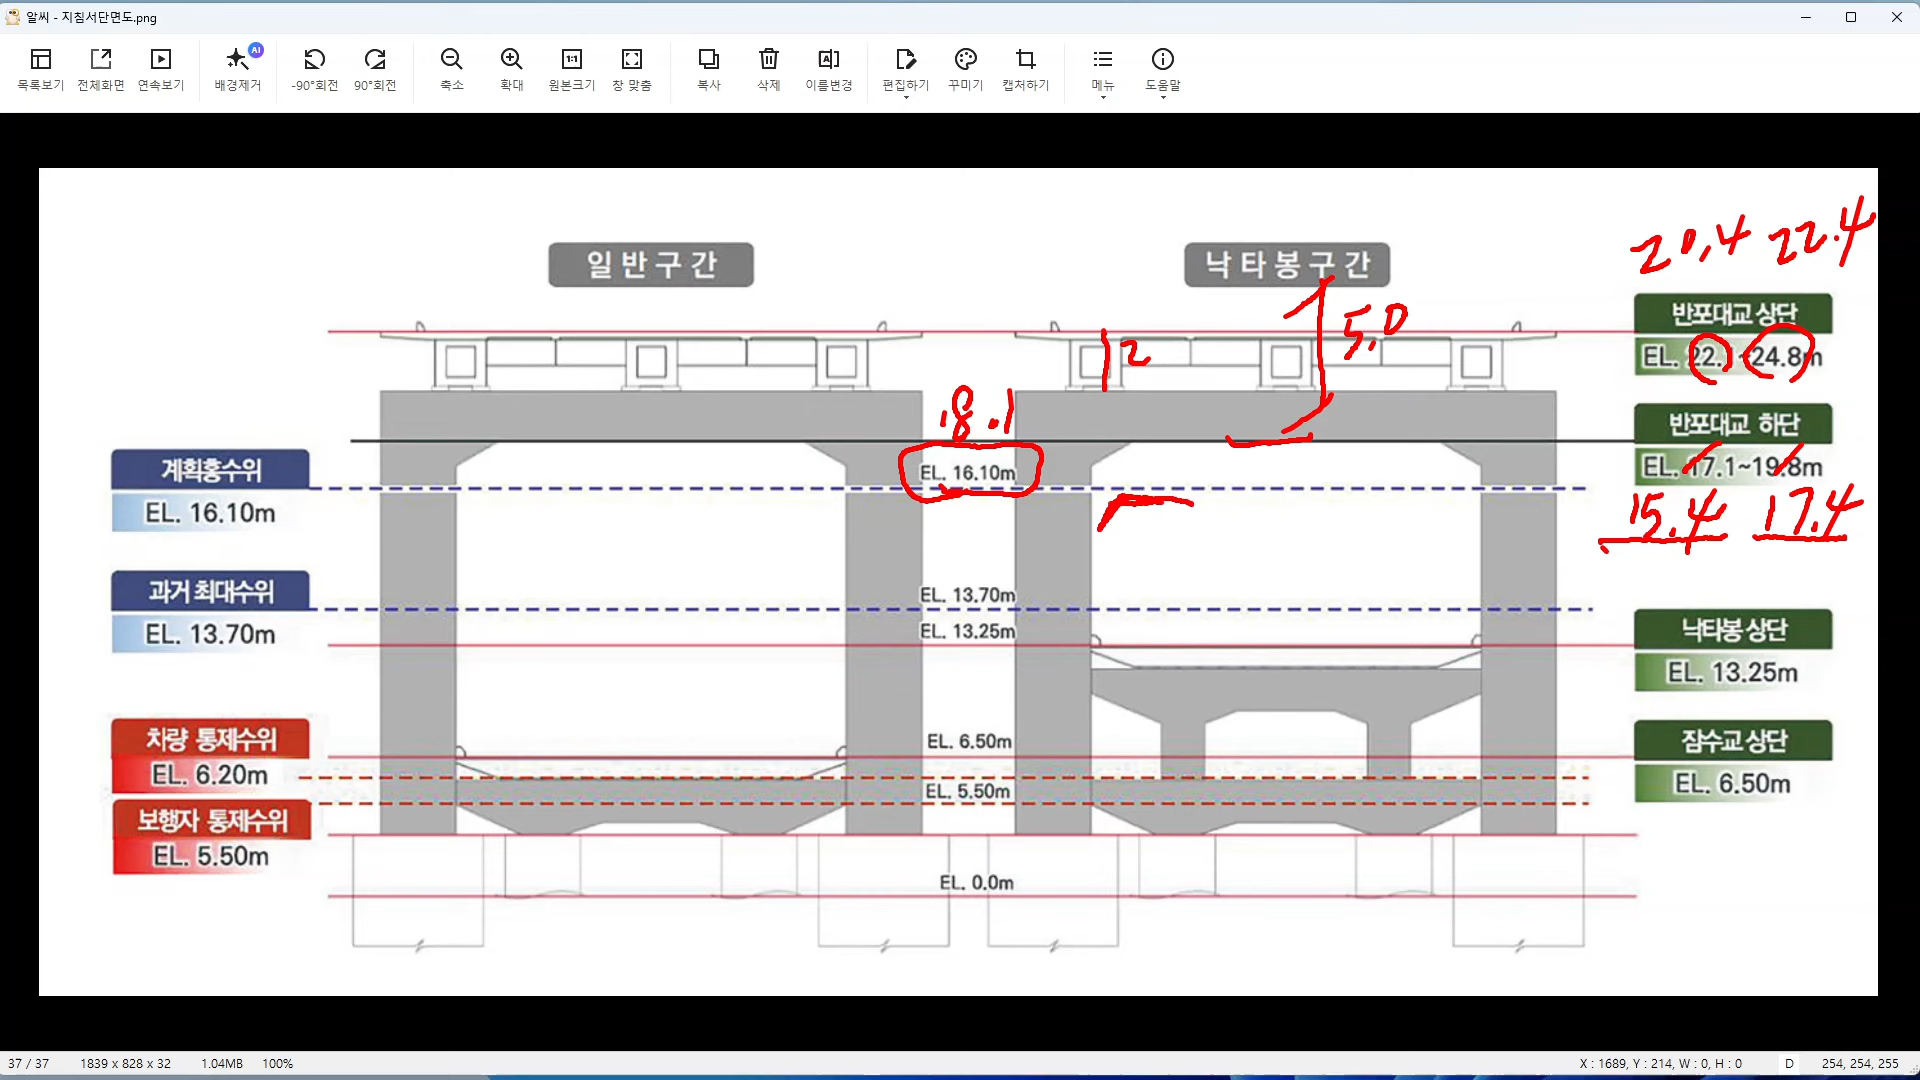 알씨 - 지침서단면도.png
목록보기 전체화면 연속보기 AI 배경제거 -90°회전 90°회전 축소 확대 1:1 원본크기 창 맞춤 복사 삭제 이름변경 편집하기 꾸미기 캡처하기 메뉴 도움말
20.4 22.4
일반구간 낙타봉구간
반포대교 상단
EL. 22.1~24.8m
5.0
2
18.1
반포대교 하단
EL. 17.1~19.8m
15.4 17.4
계획홍수위
EL. 16.10m
EL. 16.10m
과거 최대수위
EL. 13.70m
EL. 13.70m
EL. 13.25m
낙타봉 상단
EL. 13.25m
차량 통제수위
EL. 6.20m
EL. 6.50m
잠수교 상단
EL. 6.50m
보행자 통제수위
EL. 5.50m
EL. 5.50m
EL. 0.0m
37 / 37 1839 x 828 x 32 1.04MB 100% X : 1689, Y : 214, W : 0, H : 0 D 254, 254, 255